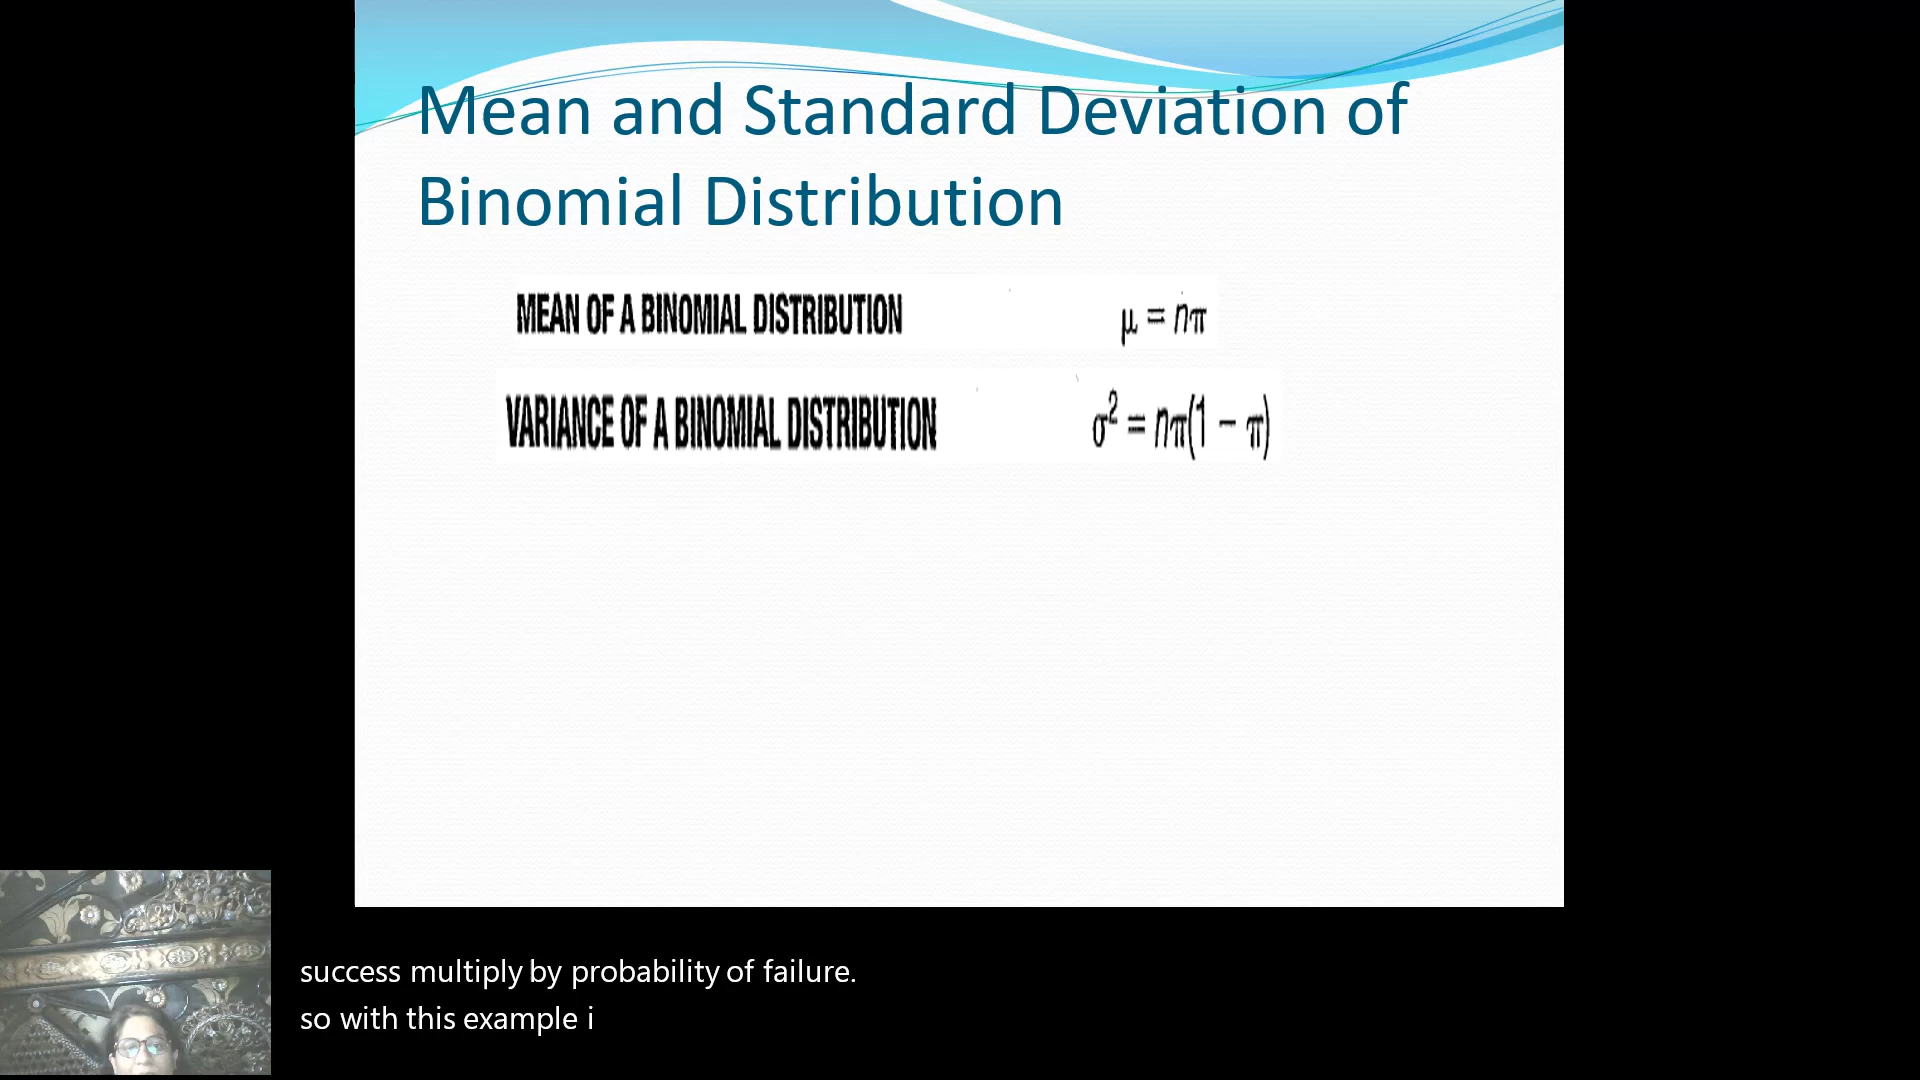 Mean and Standard Deviation of
Binomial Distribution
MEAN OF A BINOMIAL DISTRIBUTION μ = nπ
VARIANCE OF A BINOMIAL DISTRIBUTION σ² = nπ(1 − π)
success multiply by probability of failure.
so with this example i